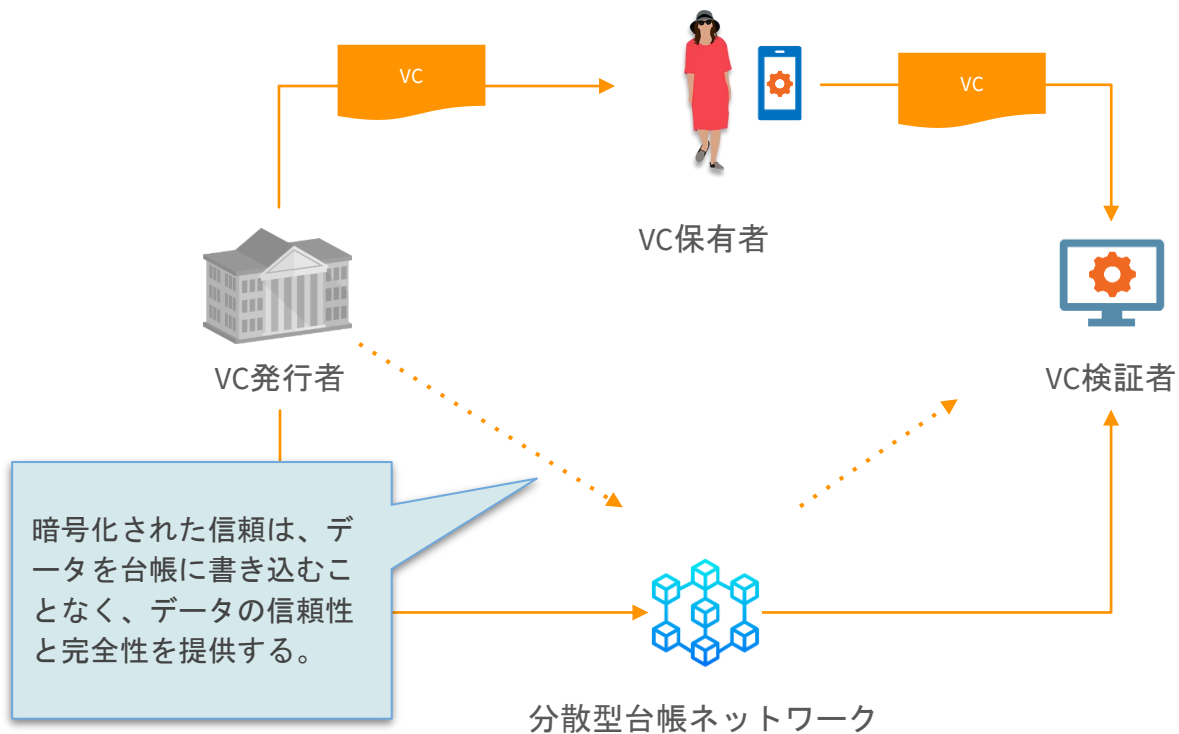 VC
VC
VC保有者
VC発行者
VC検証者
暗号化された信頼は、デ
ータを台帳に書き込むこ
となく、データの信頼性
と完全性を提供する。
分散型台帳ネットワーク